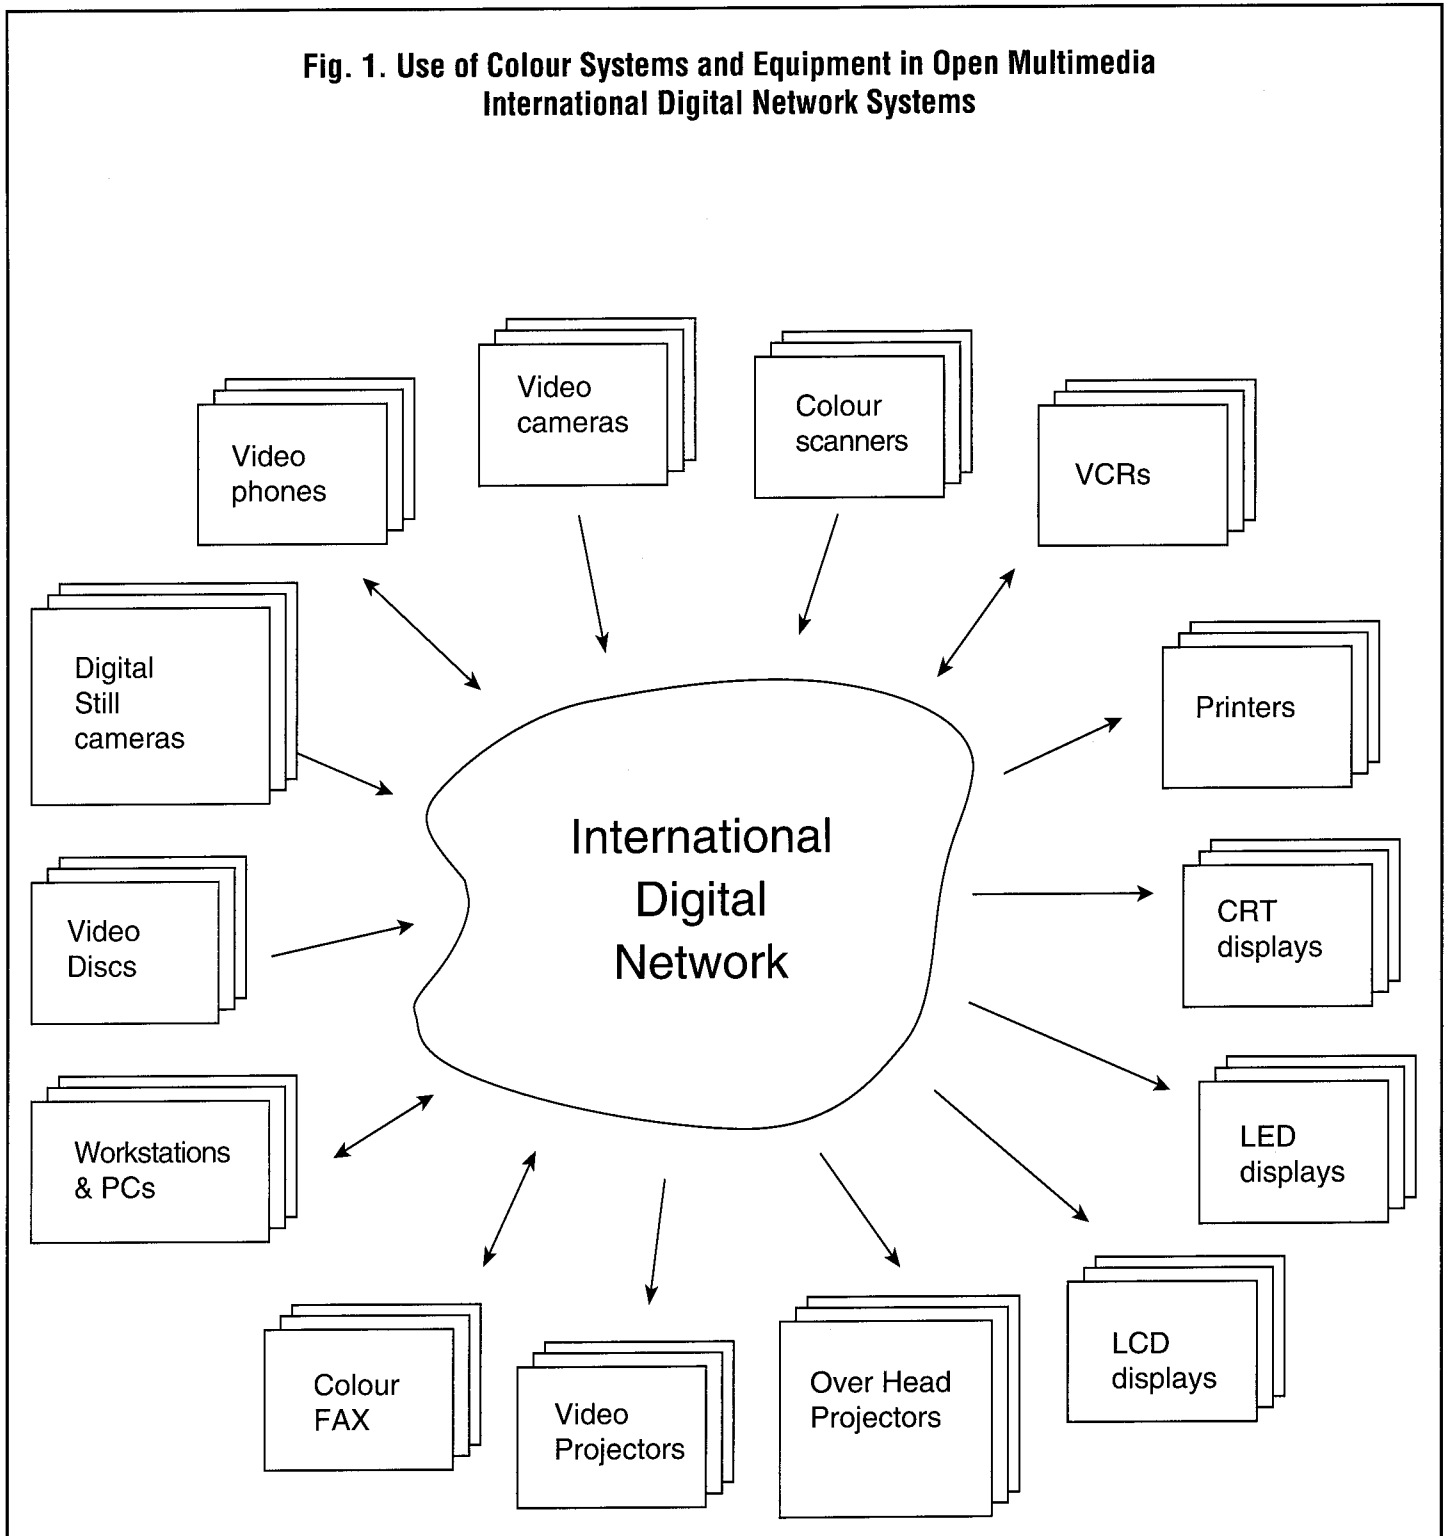 Fig. 1. Use of Colour Systems and Equipment in Open Multimedia
International Digital Network Systems
Video
cameras
Colour
scanners
Video
phones
VCRs
Digital
Still
cameras
Printers
International
Digital
Network
Video
Discs
CRT
displays
Workstations
& PCs
LED
displays
Colour
FAX
Video
Projectors
Over Head
Projectors
LCD
displays